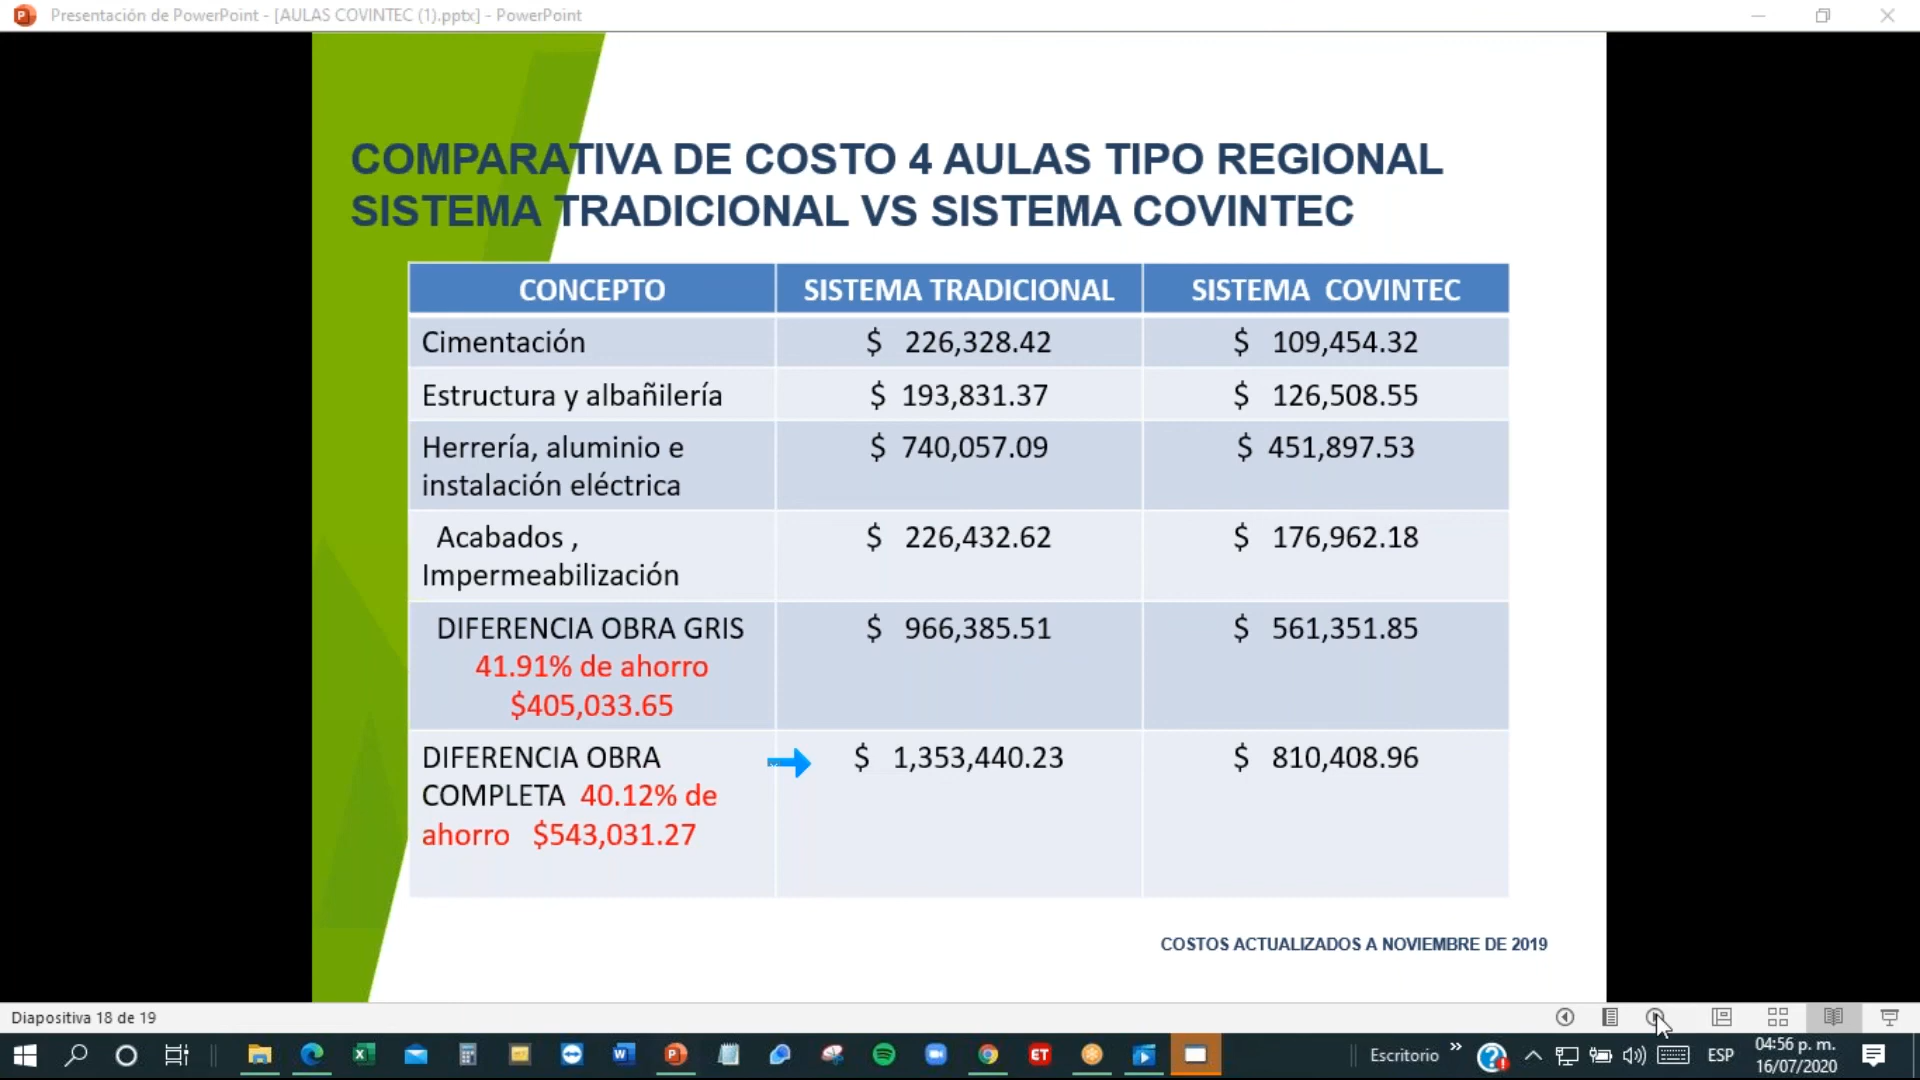 Presentación de PowerPoint - [AULAS COVINTEC (1).pptx] - PowerPoint
COMPARATIVA DE COSTO 4 AULAS TIPO REGIONAL
SISTEMA TRADICIONAL VS SISTEMA COVINTEC
CONCEPTO SISTEMA TRADICIONAL SISTEMA COVINTEC
Cimentación $ 226,328.42 $ 109,454.32
Estructura y albañilería $ 193,831.37 $ 126,508.55
Herrería, aluminio e $ 740,057.09 $ 451,897.53
instalación eléctrica
Acabados , $ 226,432.62 $ 176,962.18
Impermeabilización
DIFERENCIA OBRA GRIS $ 966,385.51 $ 561,351.85
41.91% de ahorro
$405,033.65
DIFERENCIA OBRA $ 1,353,440.23 $ 810,408.96
COMPLETA 40.12% de
ahorro $543,031.27
COSTOS ACTUALIZADOS A NOVIEMBRE DE 2019
Diapositiva 18 de 19
Escritorio ESP 04:56 p. m.
16/07/2020